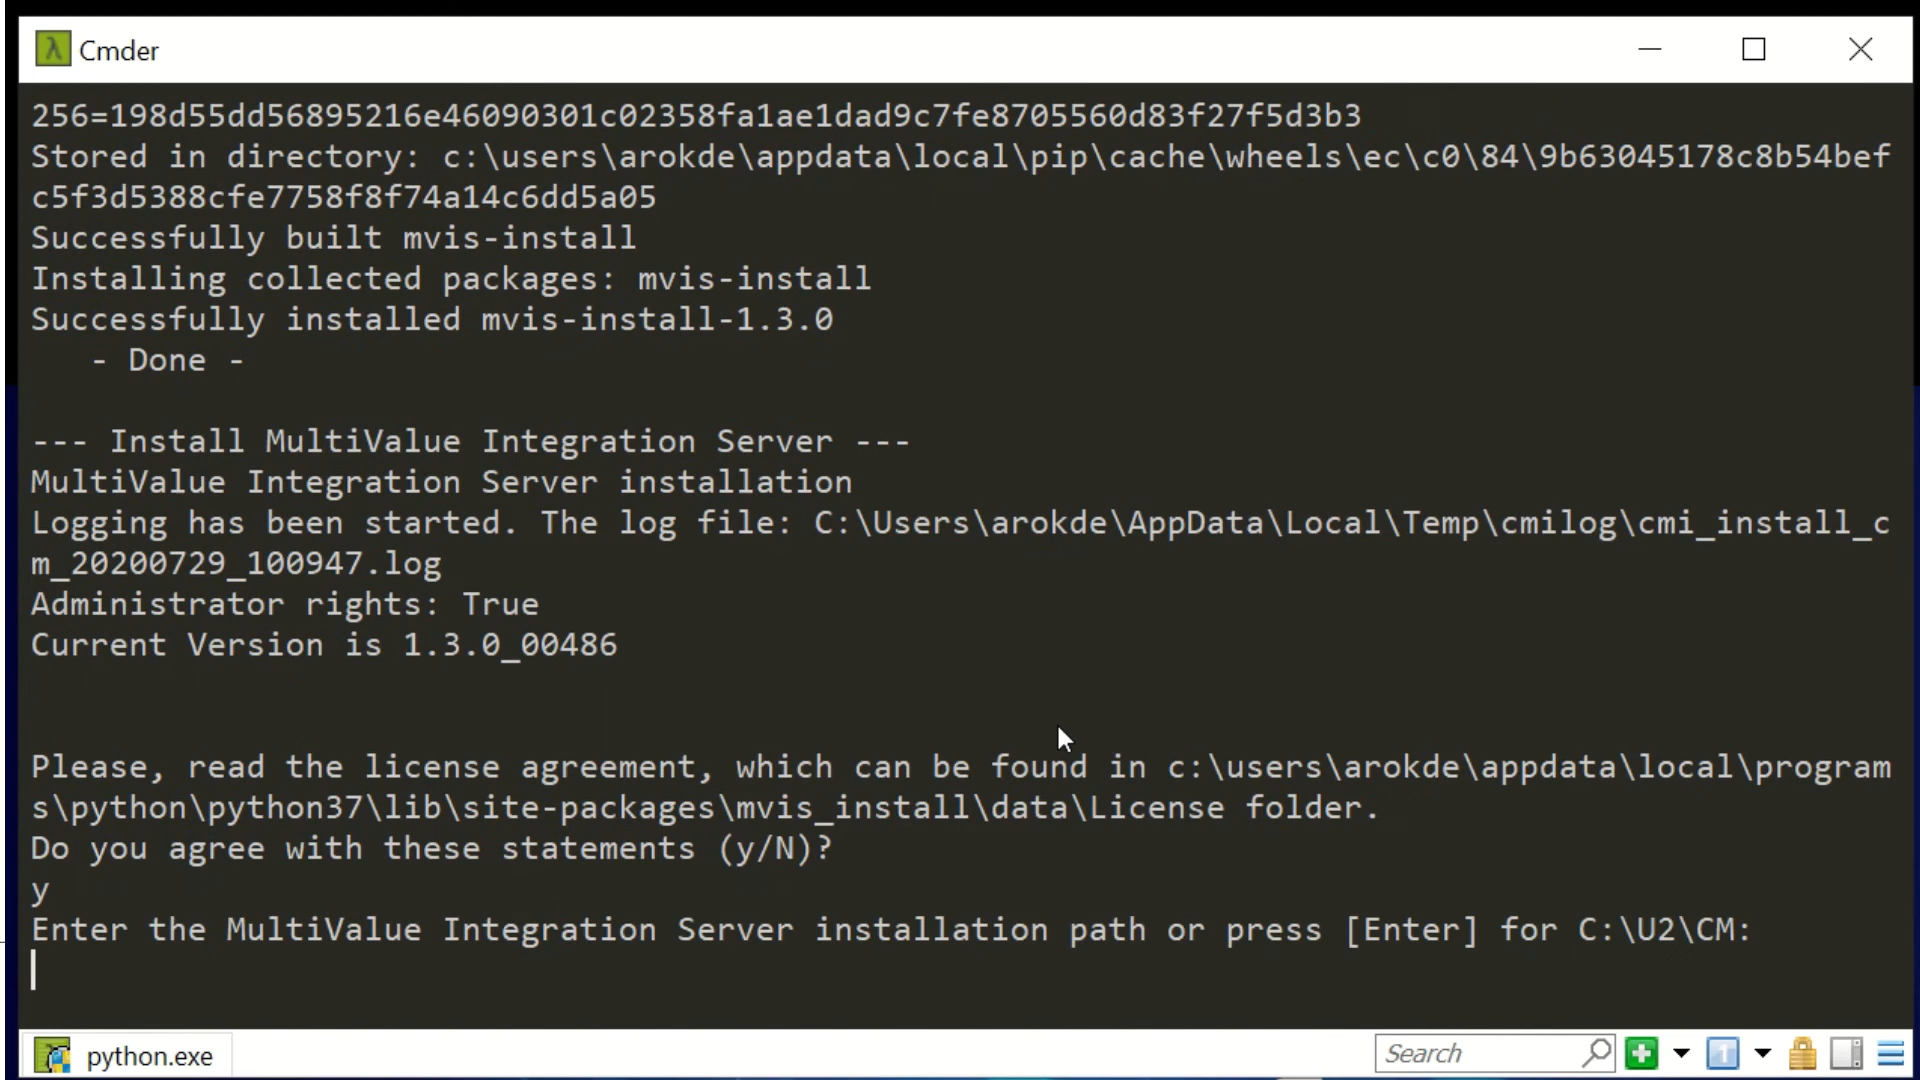 Cmder
256=198d55dd56895216e46090301c02358fa1ae1dad9c7fe8705560d83f27f5d3b3
Stored in directory: c:\users\arokde\appdata\local\pip\cache\wheels\ec\c0\84\9b63045178c8b54bef
c5f3d5388cfe7758f8f74a14c6dd5a05
Successfully built mvis-install
Installing collected packages: mvis-install
Successfully installed mvis-install-1.3.0
- Done -
--- Install MultiValue Integration Server ---
MultiValue Integration Server installation
Logging has been started. The log file: C:\Users\arokde\AppData\Local\Temp\cmilog\cmi_install_c
m_20200729_100947.log
Administrator rights: True
Current Version is 1.3.0_00486
Please, read the license agreement, which can be found in c:\users\arokde\appdata\local\program
s\python\python37\lib\site-packages\mvis_install\data\License folder.
Do you agree with these statements (y/N)?
y
Enter the MultiValue Integration Server installation path or press [Enter] for C:\U2\CM:
python.exe
Search
1